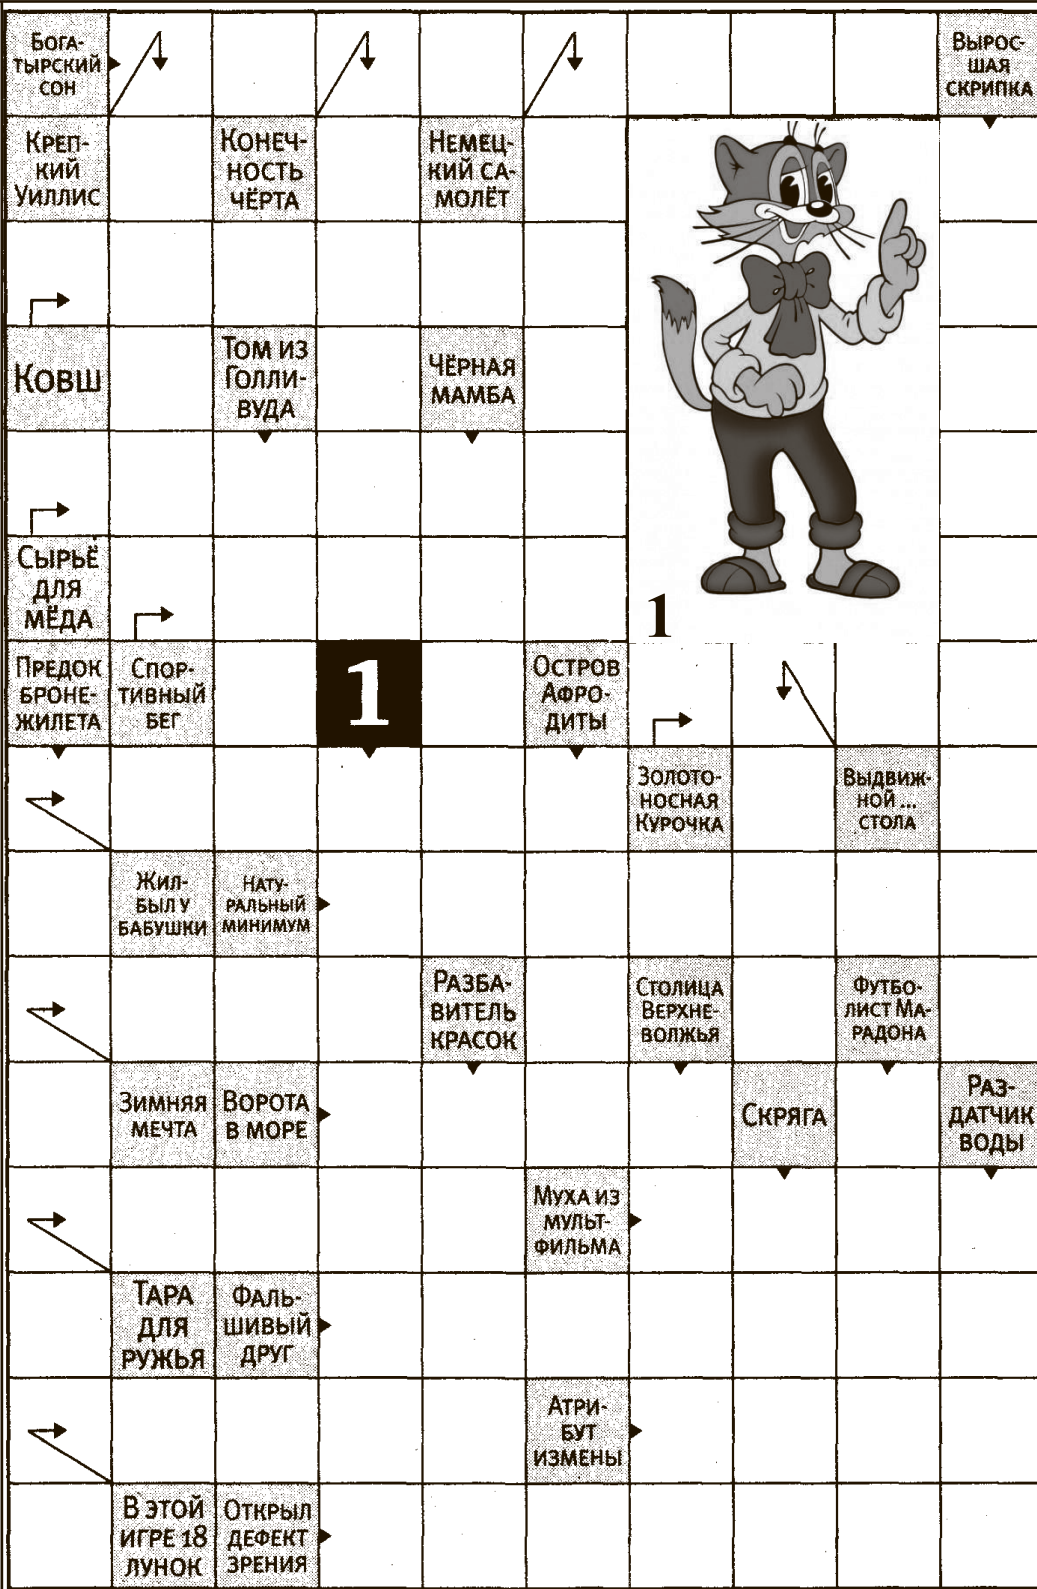 БОГА-
ТЫРСКИЙ
СОН
ВЫРОС-
ШАЯ
СКРИПКА
КРЕП-
КИЙ
УИЛЛИС
КОНЕЧ-
НОСТЬ
ЧЁРТА
НЕМЕЦ-
КИЙ СА-
МОЛЁТ
КОВШ
ТОМ ИЗ
ГОЛЛИ-
ВУДА
ЧЁРНАЯ
МАМБА
СЫРЬЁ
ДЛЯ
МЁДА
1
ПРЕДОК
БРОНЕ-
ЖИЛЕТА
СПОР-
ТИВНЫЙ
БЕГ
1
ОСТРОВ
АФРО-
ДИТЫ
ЗОЛОТО-
НОСНАЯ
КУРОЧКА
ВЫДВИЖ-
НОЙ ...
СТОЛА
ЖИЛ-
БЫЛ У
БАБУШКИ
НАТУ-
РАЛЬНЫЙ
МИНИМУМ
РАЗБА-
ВИТЕЛЬ
КРАСОК
СТОЛИЦА
ВЕРХНЕ-
ВОЛЖЬЯ
ФУТБО-
ЛИСТ МА-
РАДОНА
ЗИМНЯЯ
МЕЧТА
ВОРОТА
В МОРЕ
СКРЯГА
РАЗ-
ДАТЧИК
ВОДЫ
МУХА ИЗ
МУЛЬТ-
ФИЛЬМА
ТАРА
ДЛЯ
РУЖЬЯ
ФАЛЬ-
ШИВЫЙ
ДРУГ
АТРИ-
БУТ
ИЗМЕНЫ
В ЭТОЙ
ИГРЕ 18
ЛУНОК
ОТКРЫЛ
ДЕФЕКТ
ЗРЕНИЯ